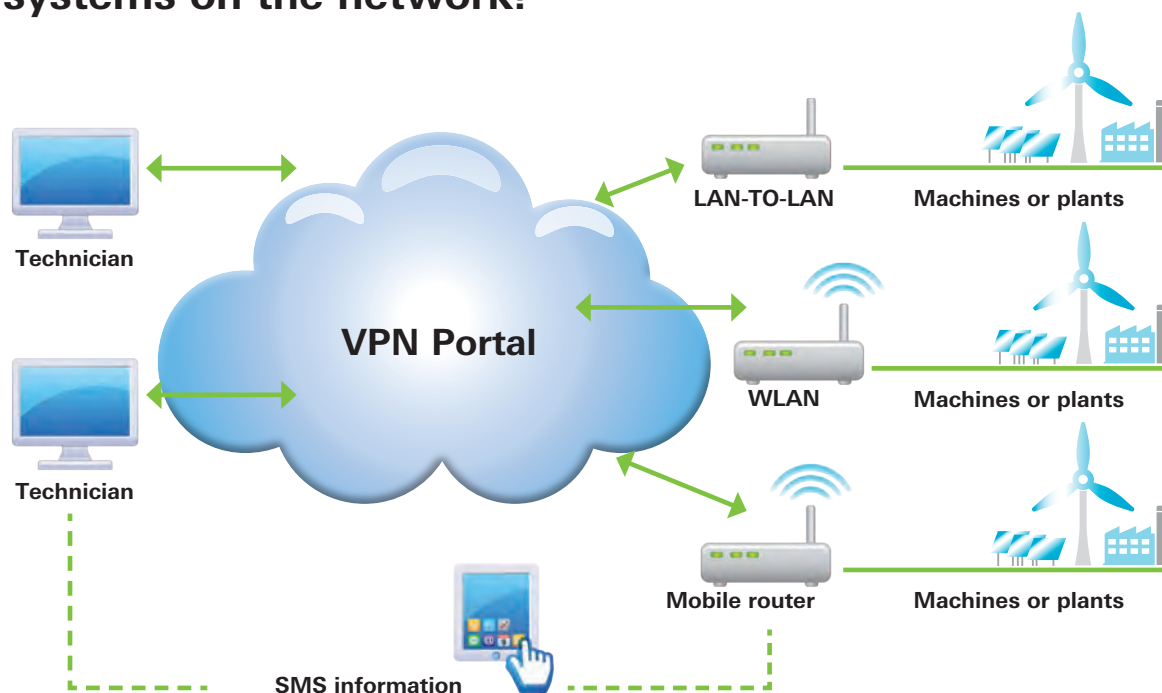 systems on the network!
Technician
LAN-TO-LAN
Machines or plants
VPN Portal
WLAN
Machines or plants
Technician
Mobile router
Machines or plants
SMS information